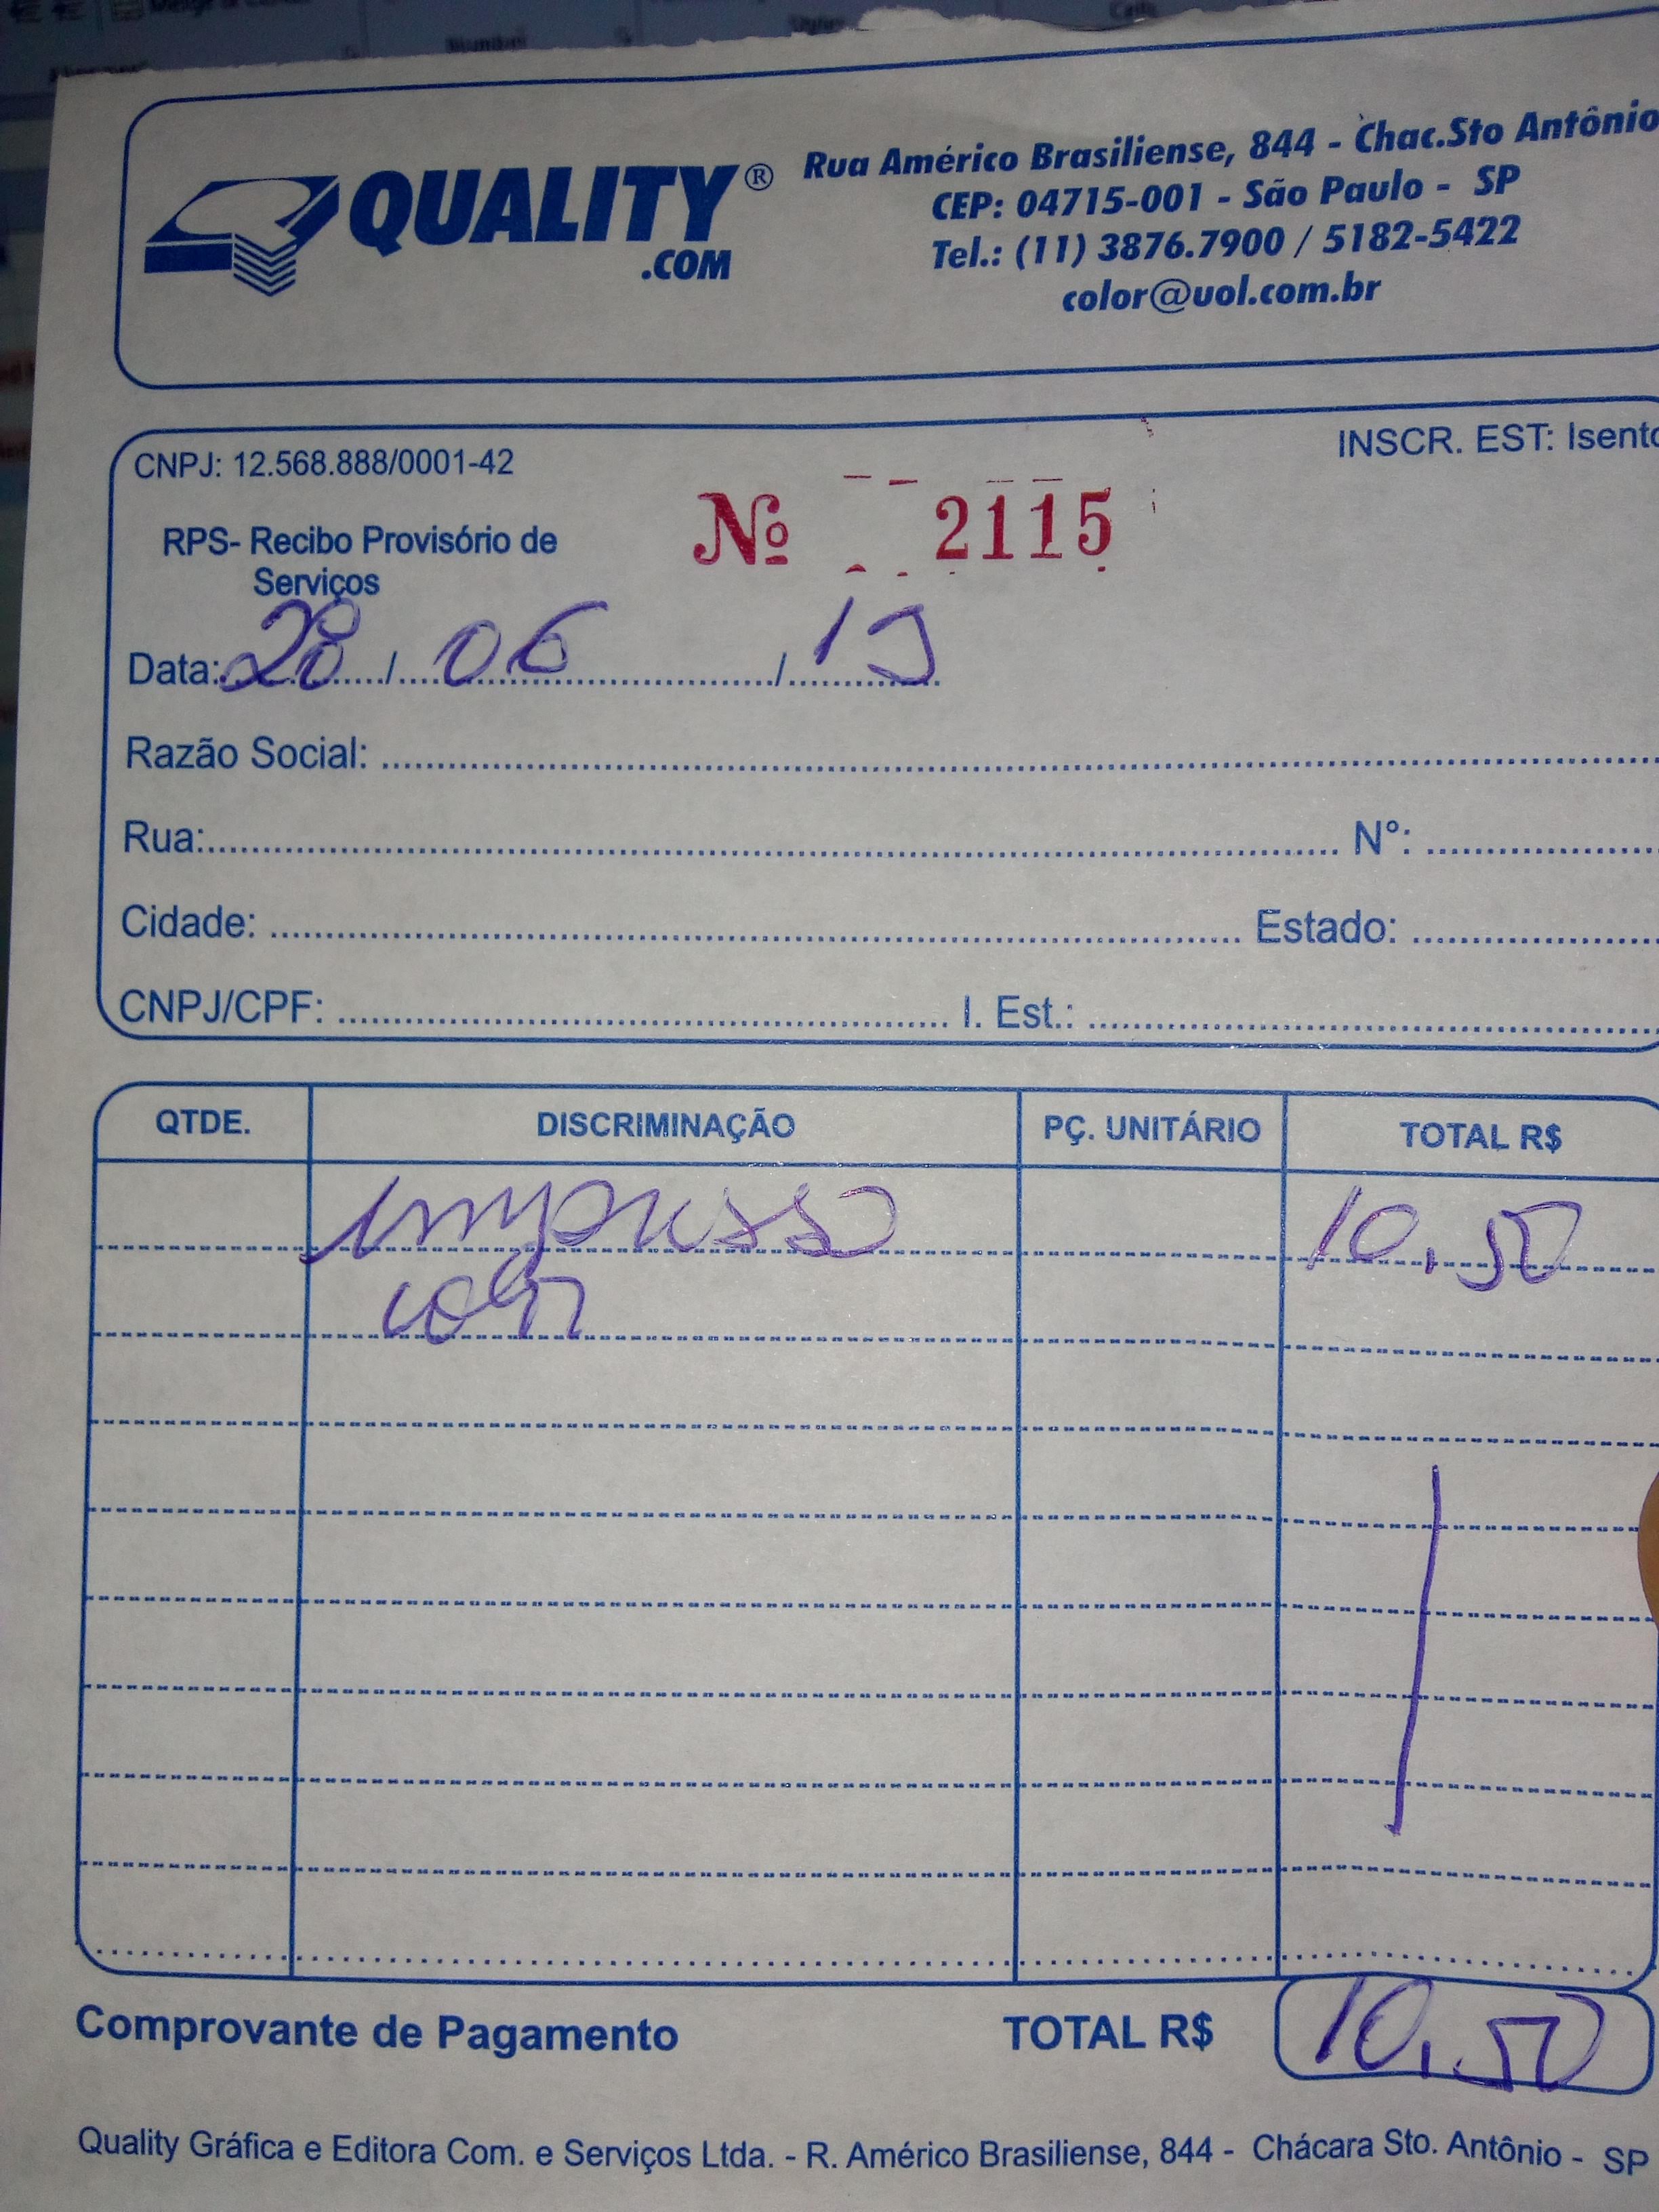 QUALITY®
.COM
Rua Américo Brasiliense, 844 - Chac.Sto Antônio
CEP: 04715-001 - São Paulo - SP
Tel.: (11) 3876.7900 / 5182-5422
color@uol.com.br
CNPJ: 12.568.888/0001-42
INSCR. EST: Isento
RPS- Recibo Provisório de
Serviços
Nº 2115
Data: 28 / 06 / 19
Razão Social:
Rua: N°:
Cidade: Estado:
CNPJ/CPF: I. Est.:
QTDE. DISCRIMINAÇÃO PÇ. UNITÁRIO TOTAL R$
10,50
Comprovante de Pagamento TOTAL R$ 10,50
Quality Gráfica e Editora Com. e Serviços Ltda. - R. Américo Brasiliense, 844 - Chácara Sto. Antônio - SP